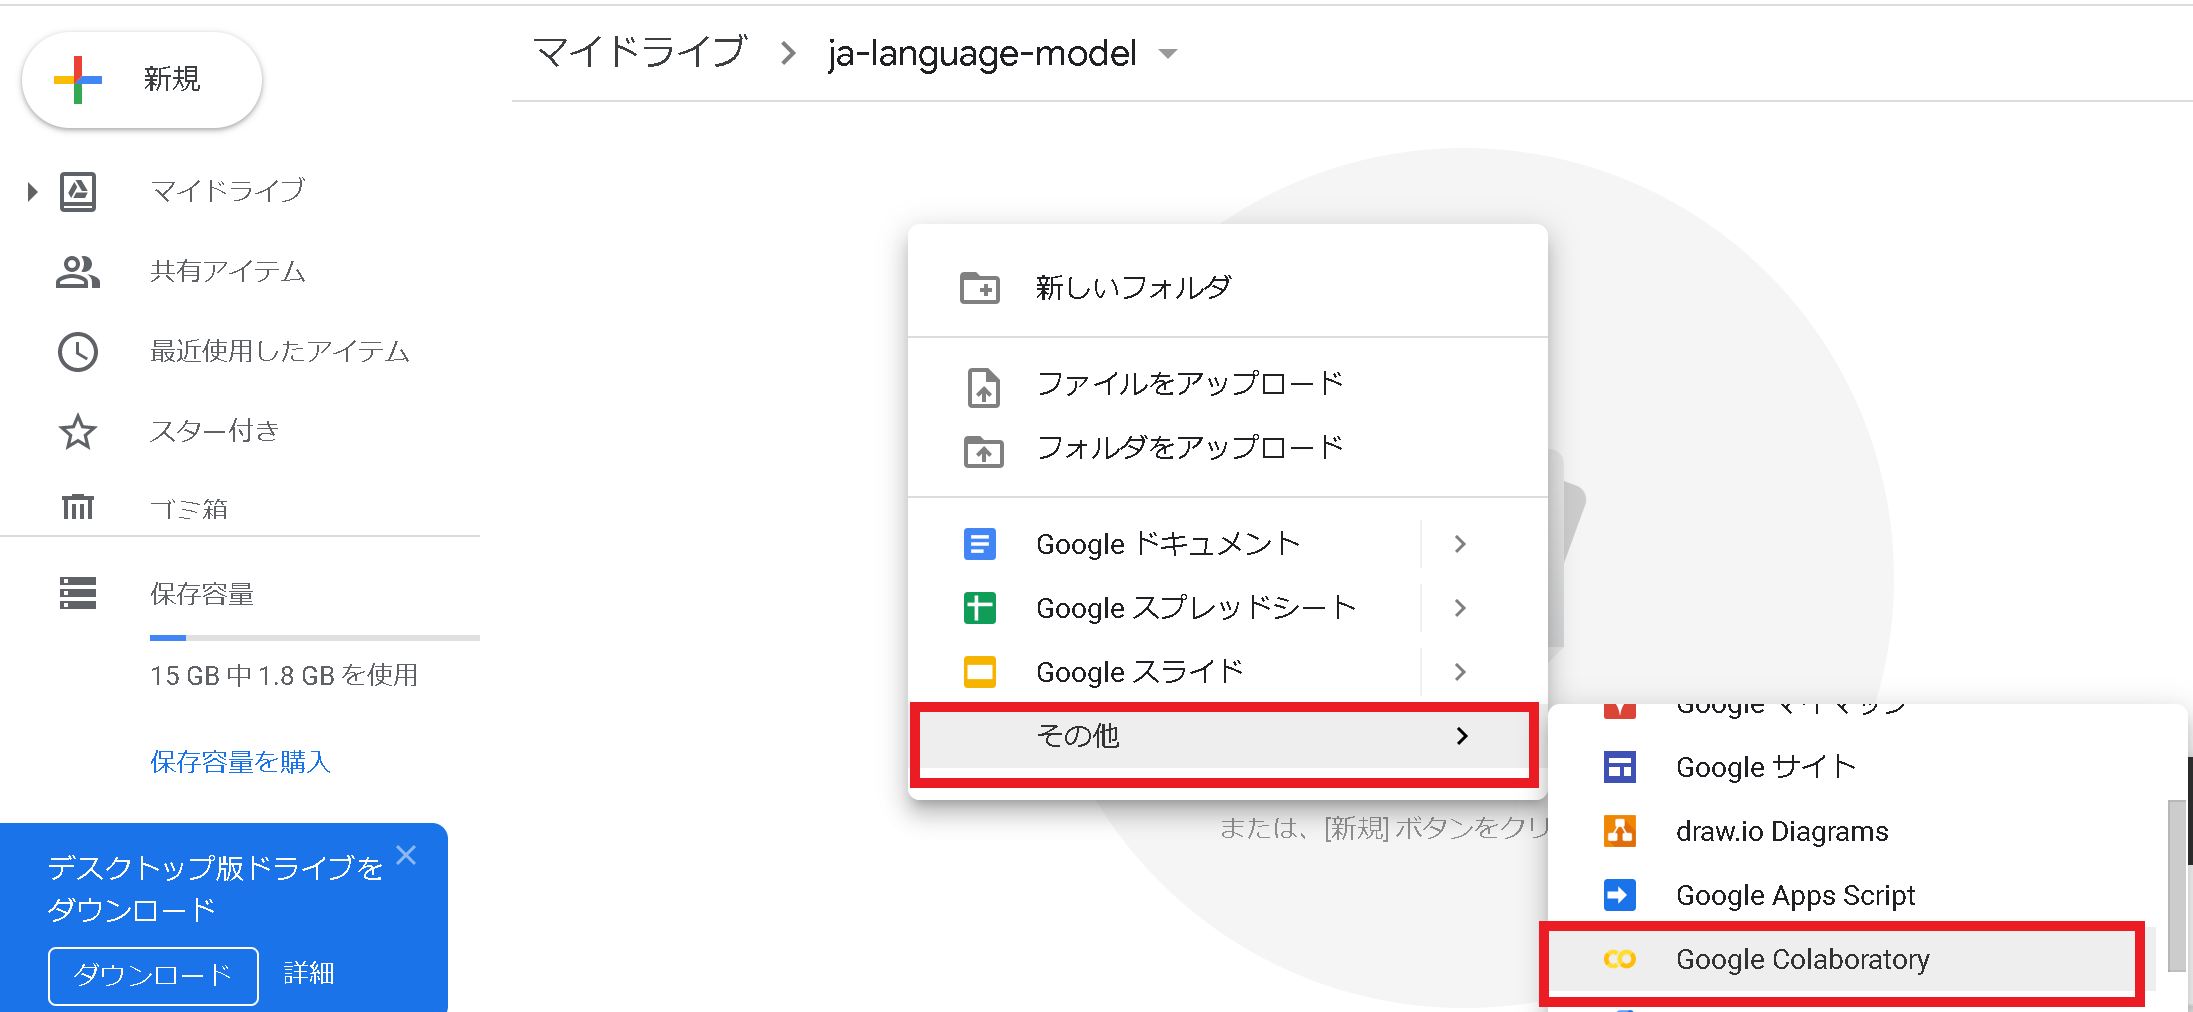 新規
マイドライブ
共有アイテム
最近使用したアイテム
スター付き
ゴミ箱
保存容量
15 GB 中 1.8 GB を使用
保存容量を購入
デスクトップ版ドライブを
ダウンロード
ダウンロード 詳細
マイドライブ ja-language-model
新しいフォルダ
ファイルをアップロード
フォルダをアップロード
Google ドキュメント
Google スプレッドシート
Google スライド
その他
または、[新規] ボタンをクリ
Google マイマップ
Google サイト
draw.io Diagrams
Google Apps Script
Google Colaboratory